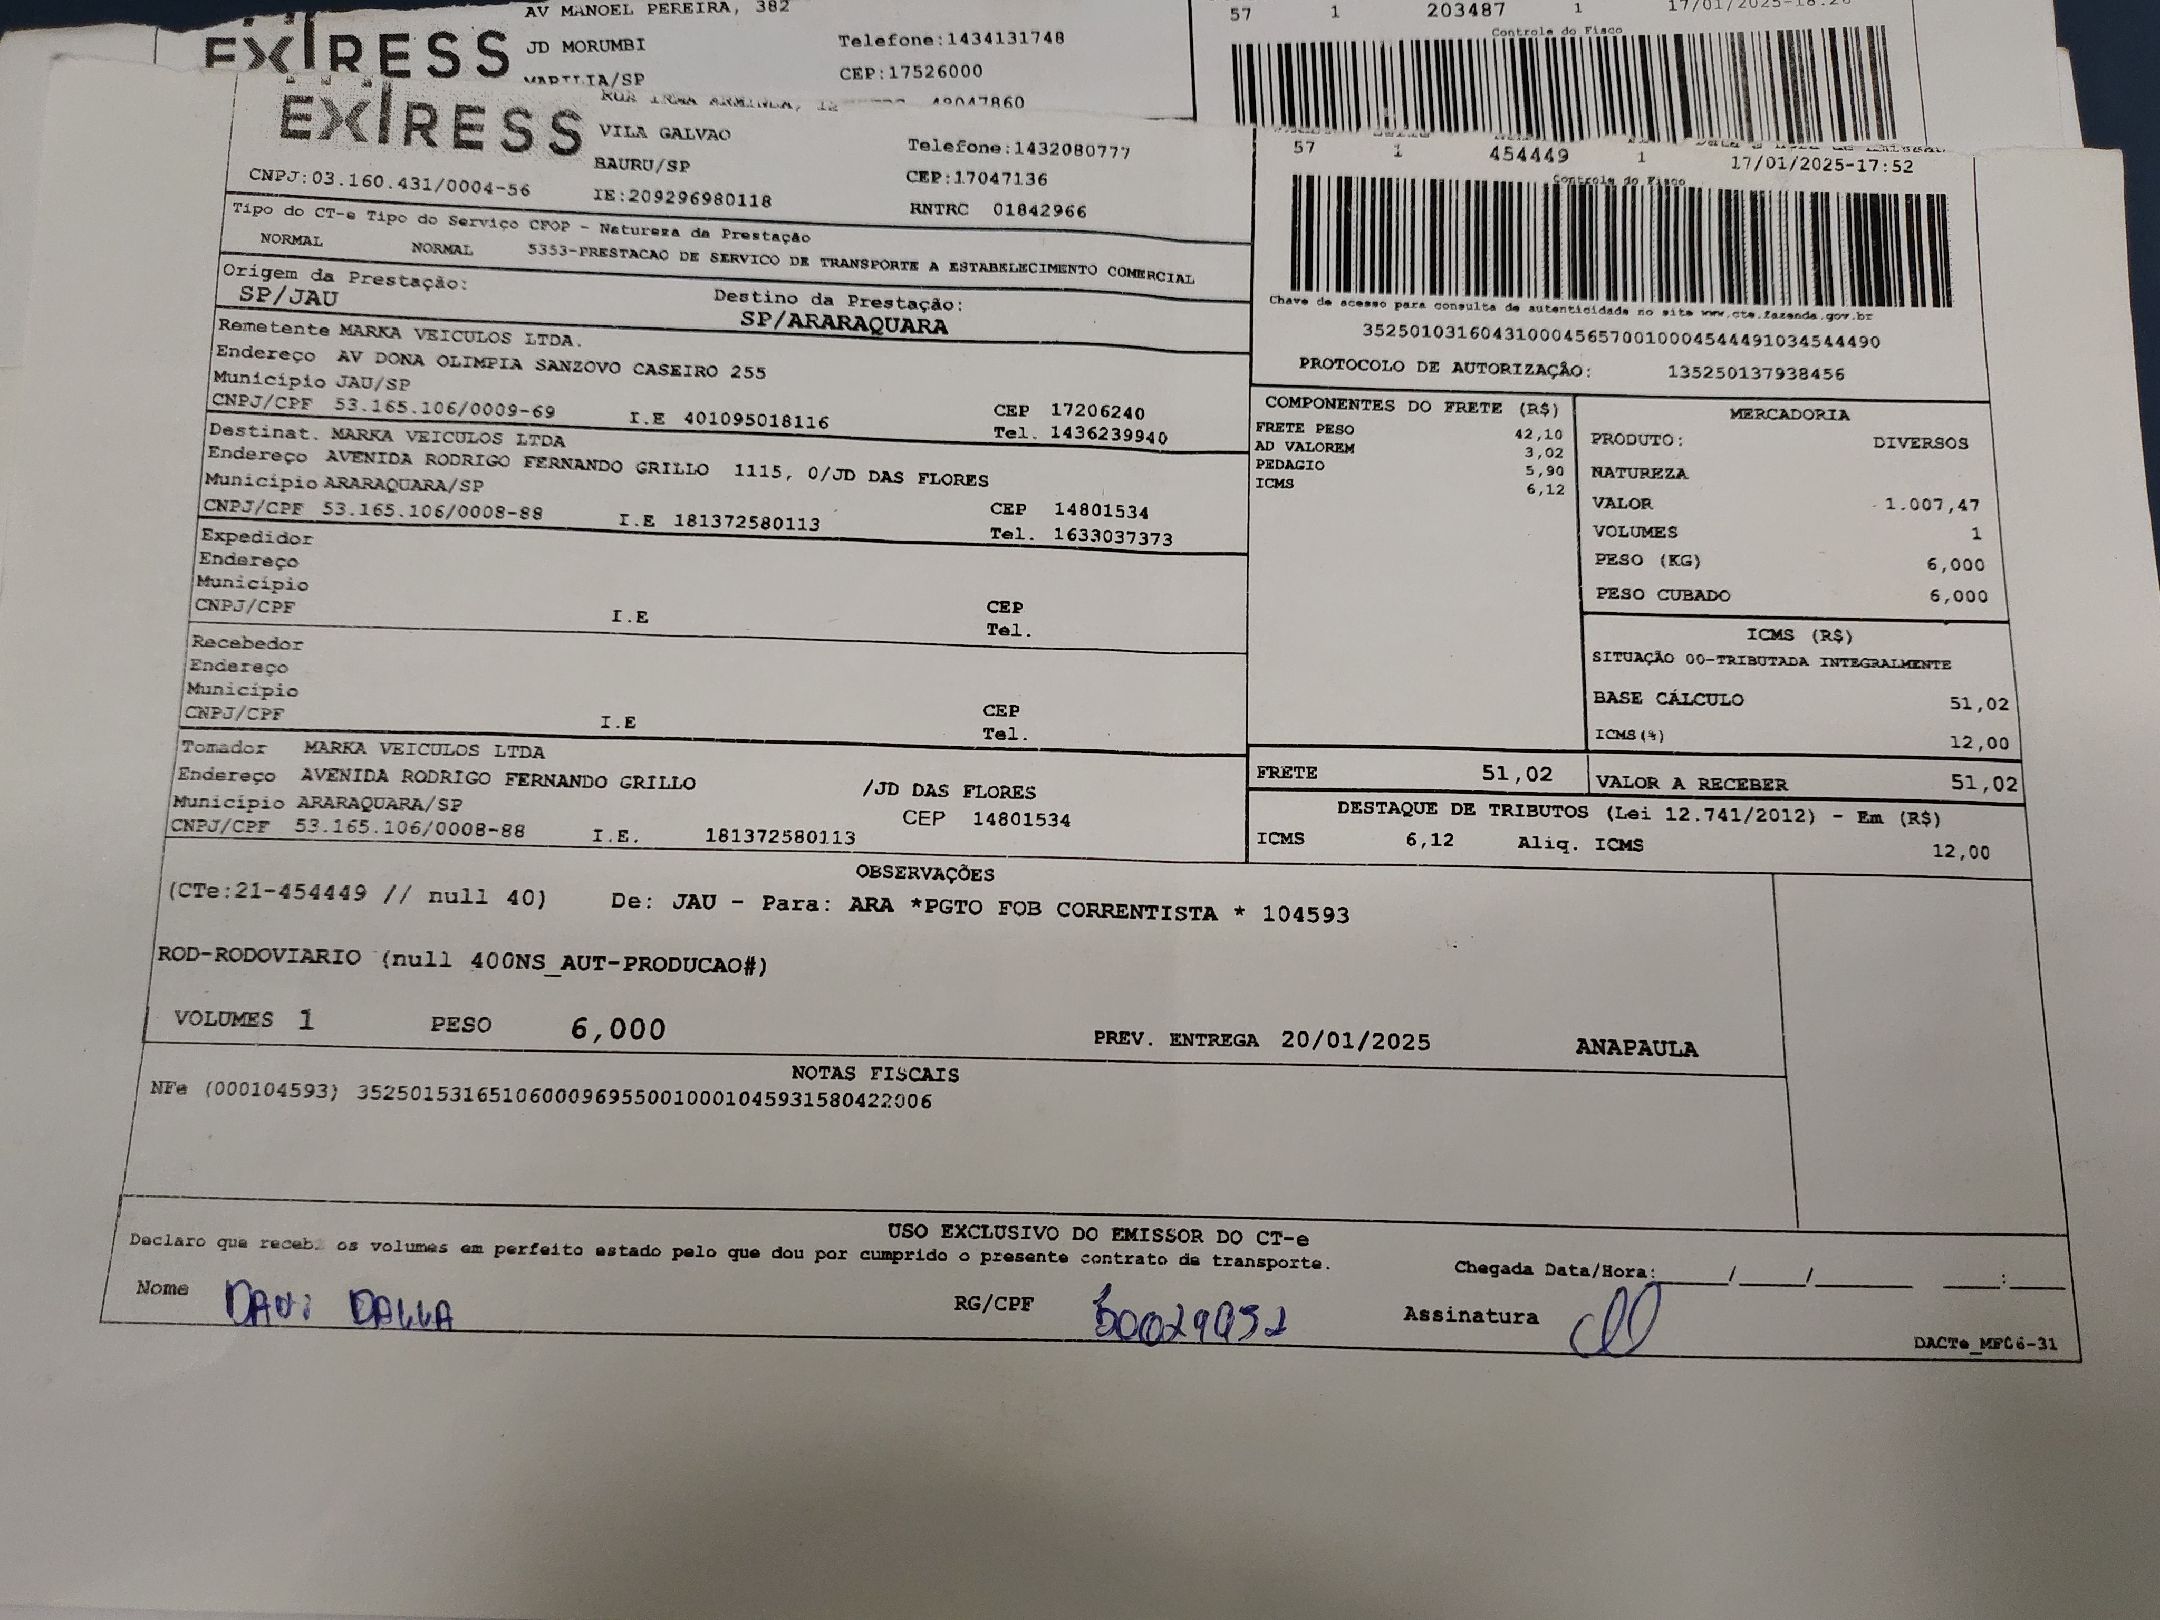 AV MANOEL PEREIRA, 382
57 1 203487 1 17/01/2025-18:26
EXPRESS JD MORUMBI Telefone:1434131748
Controle do Fisco
MARILIA/SP CEP:17526000
EXPRESS
VILA GALVAO Telefone:1432080777
BAURU/SP CEP:17047136
CNPJ:03.160.431/0004-56 IE:209296980118 RNTRC 01842966
57 1 454449 1 17/01/2025-17:52
Controle do Fisco
Chave de acesso para consulta de autenticidade no site www.cte.fazenda.gov.br
35250103160431000456570010004544491034544490
PROTOCOLO DE AUTORIZAÇÃO: 135250137938456
Tipo do CT-e Tipo do Serviço CFOP - Natureza da Prestação
NORMAL NORMAL 5353-PRESTACAO DE SERVICO DE TRANSPORTE A ESTABELECIMENTO COMERCIAL
Origem da Prestação: Destino da Prestação:
SP/JAU SP/ARARAQUARA
Remetente MARKA VEICULOS LTDA.
Endereço AV DONA OLIMPIA SANZOVO CASEIRO 255
Município JAU/SP CEP 17206240
CNPJ/CPF 53.165.106/0009-69 I.E 401095018116 Tel. 1436239940
Destinat. MARKA VEICULOS LTDA
Endereço AVENIDA RODRIGO FERNANDO GRILLO 1115, 0/JD DAS FLORES
Município ARARAQUARA/SP CEP 14801534
CNPJ/CPF 53.165.106/0008-88 I.E 181372580113 Tel. 1633037373
Expedidor
Endereço
Município CEP
CNPJ/CPF I.E Tel.
Recebedor
Endereço
Município CEP
CNPJ/CPF I.E Tel.
Tomador MARKA VEICULOS LTDA
Endereço AVENIDA RODRIGO FERNANDO GRILLO /JD DAS FLORES
Município ARARAQUARA/SP CEP 14801534
CNPJ/CPF 53.165.106/0008-88 I.E. 181372580113
COMPONENTES DO FRETE (R$)
FRETE PESO 42,10
AD VALOREM 3,02
PEDAGIO 5,90
ICMS 6,12
MERCADORIA
PRODUTO: DIVERSOS
NATUREZA
VALOR 1.007,47
VOLUMES 1
PESO (KG) 6,000
PESO CUBADO 6,000
ICMS (R$)
SITUAÇÃO 00-TRIBUTADA INTEGRALMENTE
BASE CÁLCULO 51,02
ICMS(%) 12,00
FRETE 51,02 VALOR A RECEBER 51,02
DESTAQUE DE TRIBUTOS (Lei 12.741/2012) - Em (R$)
ICMS 6,12 Aliq. ICMS 12,00
OBSERVAÇÕES
(CTe:21-454449 // null 40) De: JAU - Para: ARA *PGTO FOB CORRENTISTA * 104593
ROD-RODOVIARIO (null 400NS_AUT-PRODUCAO#)
VOLUMES 1 PESO 6,000 PREV. ENTREGA 20/01/2025 ANAPAULA
NOTAS FISCAIS
NFe (000104593) 35250153165106000969550010001045931580422006
USO EXCLUSIVO DO EMISSOR DO CT-e
Declaro que recebi os volumes em perfeito estado pelo que dou por cumprido o presente contrato de transporte.
Chegada Data/Hora:____/____/____ ___:___
Nome DAVI DALLA RG/CPF Assinatura
DACTe_MF06-31